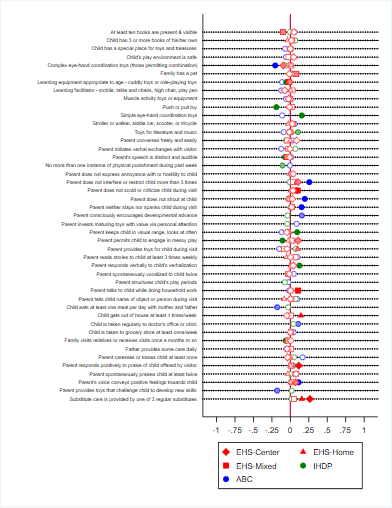 At least ten books are present & visible
Child has 3 or more books of his/her own
Child has a special place for toys and treasures
Child's play environment is safe
Complex eye-hand coordination toys (those permitting combination)
Family has a pet
Learning equipment appropriate to age - cuddly toys or role-playing toys
Learning facilitator - mobile, table and chairs, high chair, play pen
Muscle activity toys or equipment
Push or pull toy
Simple eye-hand coordination toys
Stroller or walker, kiddie car, scooter, or tricycle
Toys for literature and music
Parent converses freely and easily
Parent initiates verbal exchanges with visitor
Parent's speech is distinct and audible
No more than one instance of physical punishment during past week
Parent does not express annoyance with or hostility to child
Parent does not interfere or restrict child more than 3 times
Parent does not scold or criticize child during visit
Parent does not shout at child
Parent neither slaps nor spanks child during visit
Parent consciously encourages developmental advance
Parent invests maturing toys with value via personal attention
Parent keeps child in visual range, looks at often
Parent permits child to engage in messy play
Parent provides toys for child during visit
Parent reads stories to child at least 3 times weekly
Parent responds verbally to child's verbalization
Parent spontaneously vocalized to child twice
Parent structures child's play periods
Parent talks to child while doing household work
Parent tells child name of object or person during visit
Child eats at least one meal per day with mother and father
Child gets out of house at least 4 times/week
Child is taken regularly to doctor's office or clinic
Child is taken to grocery store at least once/week
Family visits relatives or receives visits once a month or so
Father provides some care daily
Parent caresses or kisses child at least once
Parent responds positively to praise of child offered by visitor
Parent spontaneously praises child at least twice
Parent's voice conveys positive feelings towards child
Parent provides toys that challenge child to develop new skills
Substitute care is provided by one of 3 regular substitutes
-1 -.75 -.5 -.25 0 .25 .5 .75 1
EHS-Center EHS-Home
EHS-Mixed IHDP
ABC